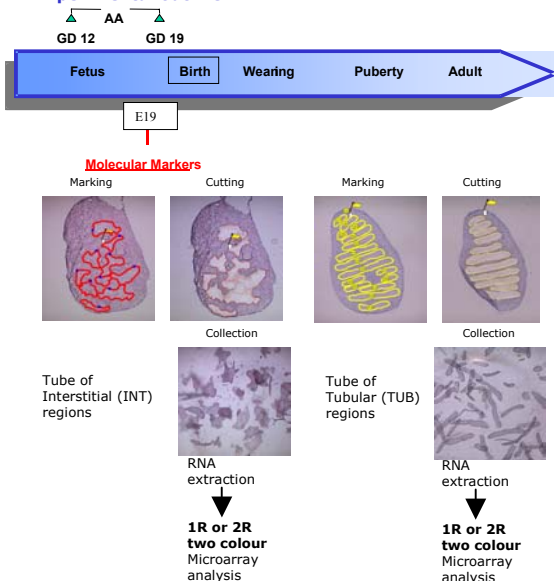 AA
GD 12 GD 19
Fetus Birth Wearing Puberty Adult
E19
Molecular Markers
Marking Cutting Marking Cutting
Collection Collection
Tube of
Interstitial (INT)
regions
Tube of
Tubular (TUB)
regions
RNA
extraction
1R or 2R
two colour
Microarray
analysis
RNA
extraction
1R or 2R
two colour
Microarray
analysis